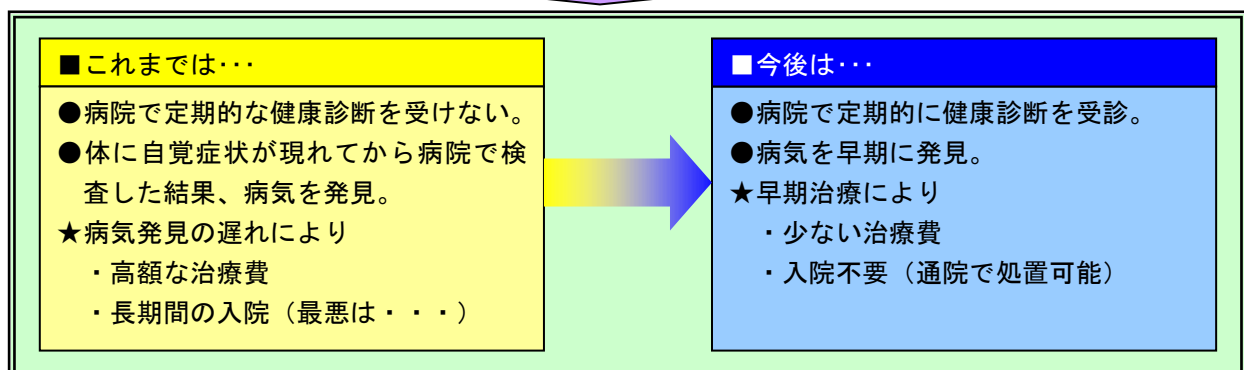 ■これまでは・・・
●病院で定期的な健康診断を受けない。
●体に自覚症状が現れてから病院で検
査した結果、病気を発見。
★病気発見の遅れにより
・高額な治療費
・長期間の入院（最悪は・・・）
■今後は・・・
●病院で定期的に健康診断を受診。
●病気を早期に発見。
★早期治療により
・少ない治療費
・入院不要（通院で処置可能）